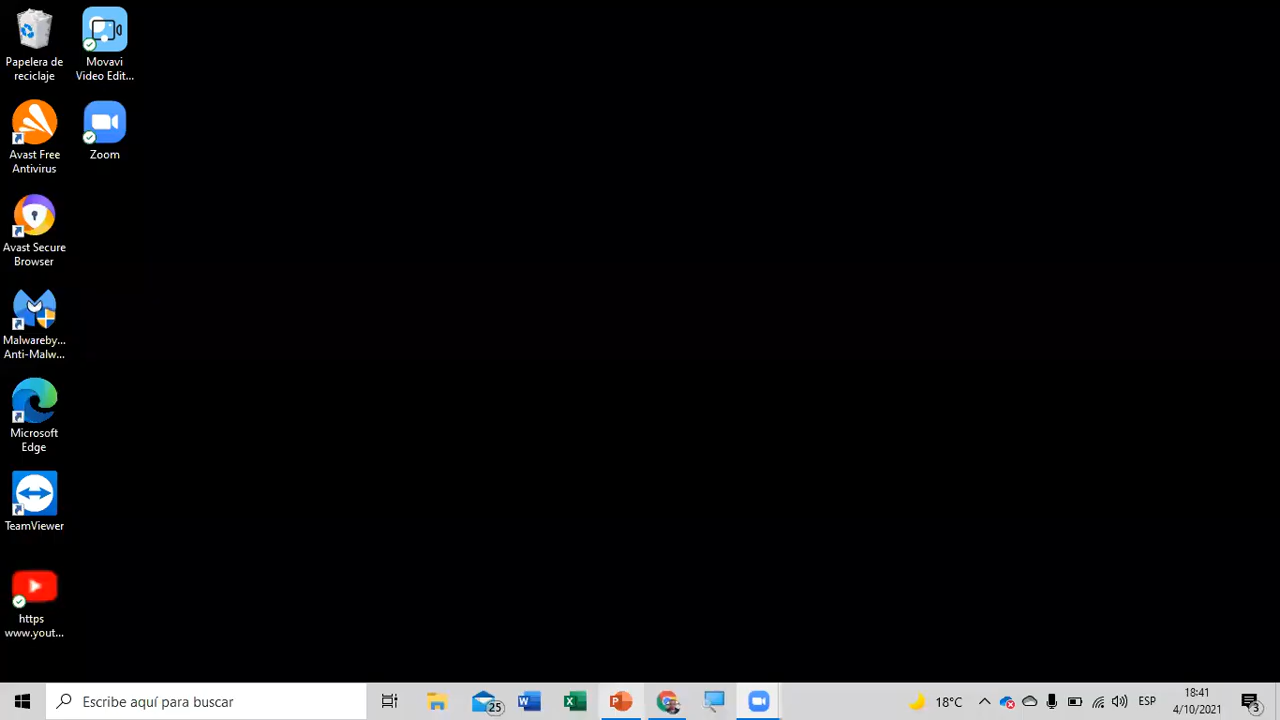 Papelera de
reciclaje
Movavi
Video Edit...
Avast Free
Antivirus
Zoom
Avast Secure
Browser
Malwareby...
Anti-Malw...
Microsoft
Edge
TeamViewer
https
www.yout...
Escribe aquí para buscar
25
18°C
ESP
18:41
4/10/2021
3